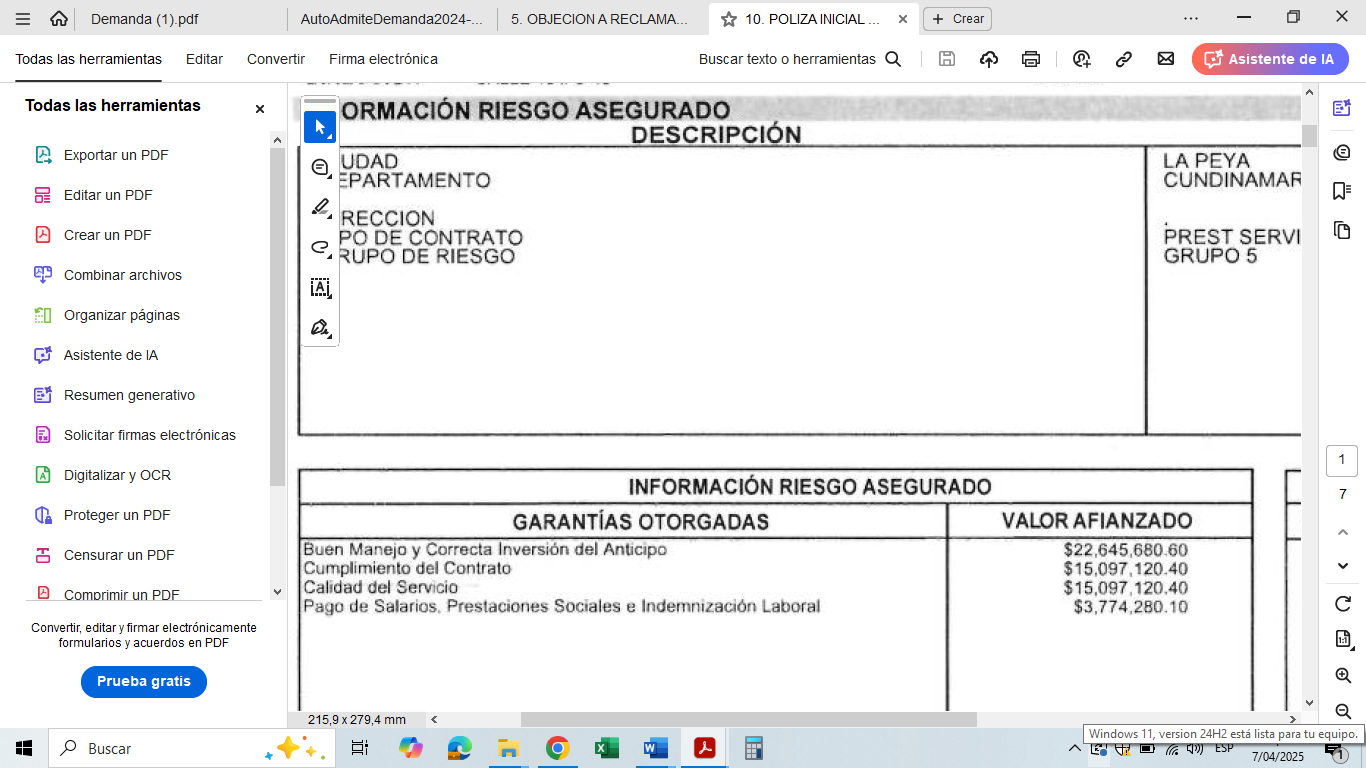 Demanda (1).pdf
AutoAdmiteDemanda2024-...
5. OBJECION A RECLAMA...
10. POLIZA INICIAL ...
Crear
Todas las herramientas
Editar
Convertir
Firma electrónica
Buscar texto o herramientas
Asistente de IA
Todas las herramientas
Exportar un PDF
Editar un PDF
Crear un PDF
Combinar archivos
Organizar páginas
Asistente de IA
Resumen generativo
Solicitar firmas electrónicas
Digitalizar y OCR
Proteger un PDF
Censurar un PDF
Comprimir un PDF
Convertir, editar y firmar electrónicamente
formularios y acuerdos en PDF
Prueba gratis
ORMACIÓN RIESGO ASEGURADO
DESCRIPCIÓN
UDAD
LA PEYA
EPARTAMENTO
CUNDINAMAR
RECCION
.
PO DE CONTRATO
PREST SERVI
RUPO DE RIESGO
GRUPO 5
INFORMACIÓN RIESGO ASEGURADO
GARANTÍAS OTORGADAS
VALOR AFIANZADO
Buen Manejo y Correcta Inversión del Anticipo
$22,645,680.60
Cumplimiento del Contrato
$15,097,120.40
Calidad del Servicio
$15,097,120.40
Pago de Salarios, Prestaciones Sociales e Indemnización Laboral
$3,774,280.10
1
7
215,9 x 279,4 mm
Windows 11, version 24H2 está lista para tu equipo.
Buscar
ESP
7/04/2025
1